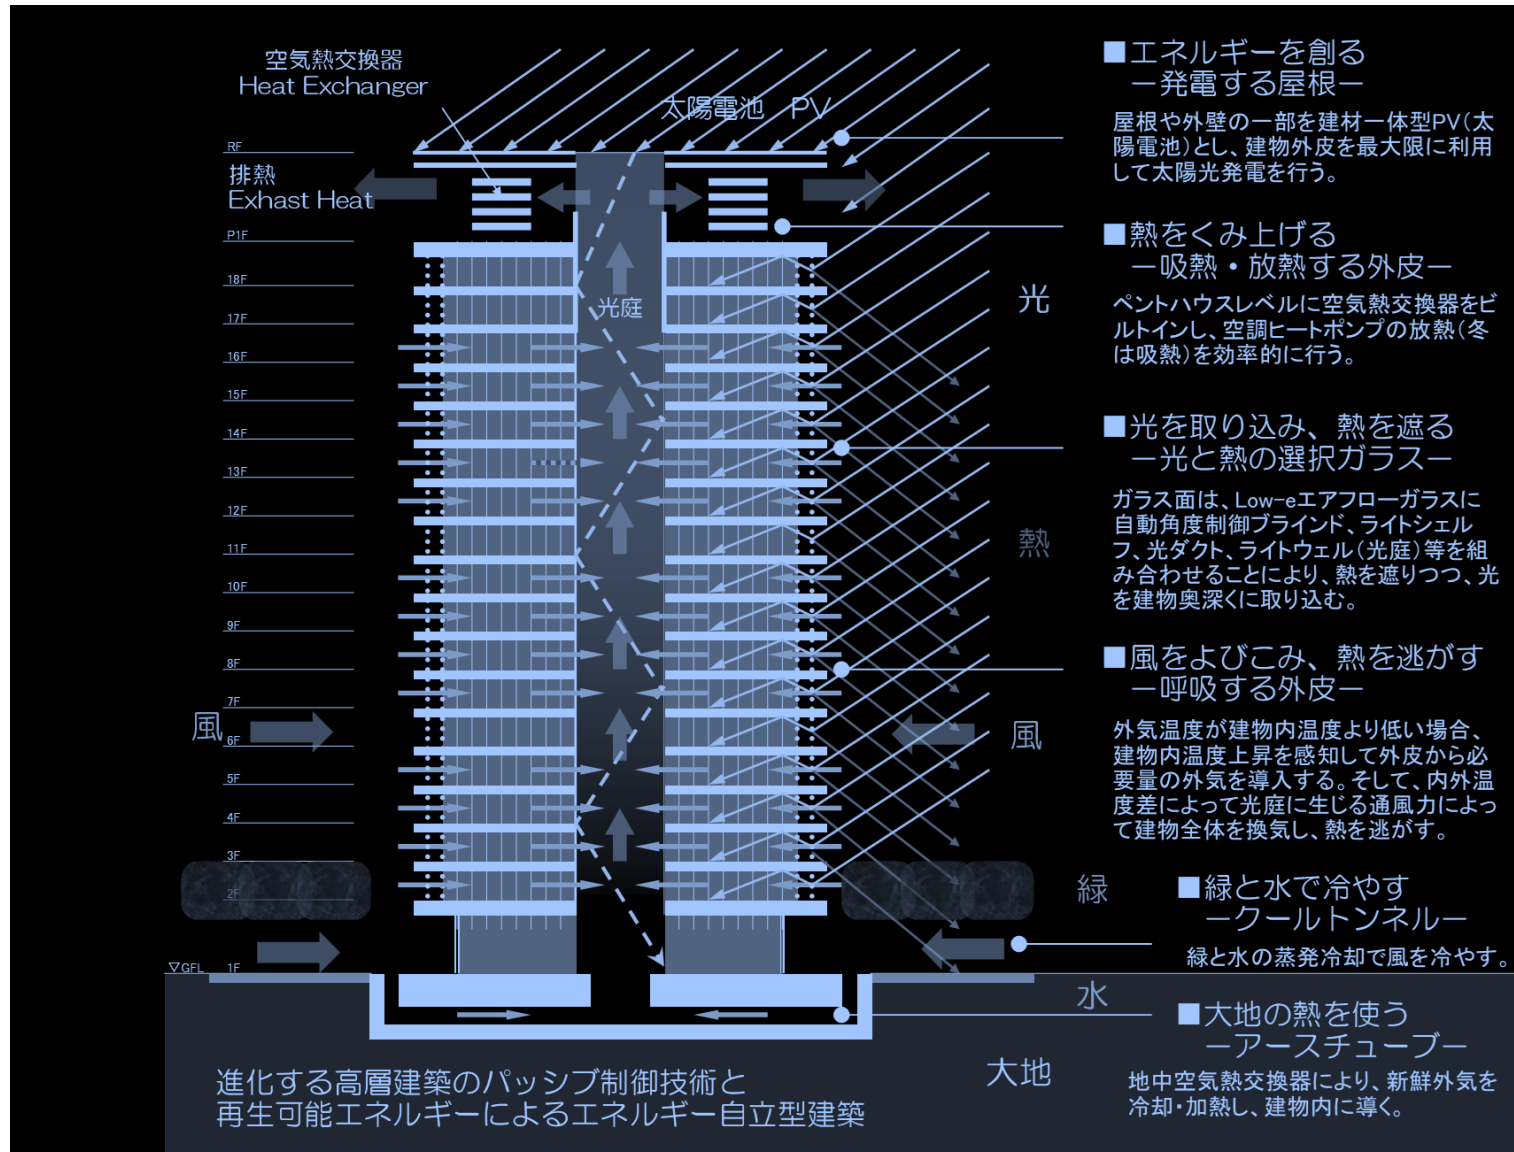 空気熱交換器
Heat Exchanger
太陽電池 PV
RF
排熱
Exhast Heat
P1F
18F
光庭
17F
16F
15F
14F
13F
12F
11F
10F
9F
8F
7F
風
6F
5F
4F
3F
2F
▽GFL
1F
光
熱
風
緑
水
大地
■エネルギーを創る
―発電する屋根―
屋根や外壁の一部を建材一体型PV（太
陽電池）とし、建物外皮を最大限に利用
して太陽光発電を行う。
■熱をくみ上げる
―吸熱・放熱する外皮―
ペントハウスレベルに空気熱交換器をビ
ルトインし、空調ヒートポンプの放熱（冬
は吸熱）を効率的に行う。
■光を取り込み、熱を遮る
―光と熱の選択ガラス―
ガラス面は、Low-eエアフローガラスに
自動角度制御ブラインド、ライトシェル
フ、光ダクト、ライトウェル（光庭）等を組
み合わせることにより、熱を遮りつつ、光
を建物奥深くに取り込む。
■風をよびこみ、熱を逃がす
―呼吸する外皮―
外気温度が建物内温度より低い場合、
建物内温度上昇を感知して外皮から必
要量の外気を導入する。そして、内外温
度差によって光庭に生じる通風力によっ
て建物全体を換気し、熱を逃がす。
■緑と水で冷やす
―クールトンネル―
緑と水の蒸発冷却で風を冷やす。
■大地の熱を使う
―アースチューブ―
地中空気熱交換器により、新鮮外気を
冷却・加熱し、建物内に導く。
進化する高層建築のパッシブ制御技術と
再生可能エネルギーによるエネルギー自立型建築